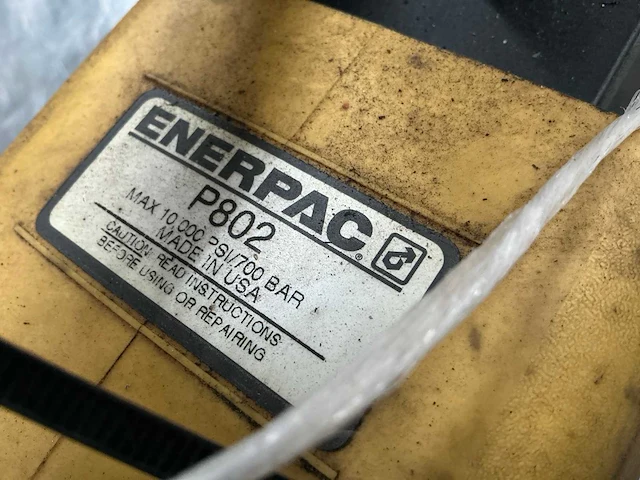 ENERPAC®
P802
MAX 10,000 PSI/700 BAR
MADE IN USA
CAUTION: READ INSTRUCTIONS
BEFORE USING OR REPAIRING